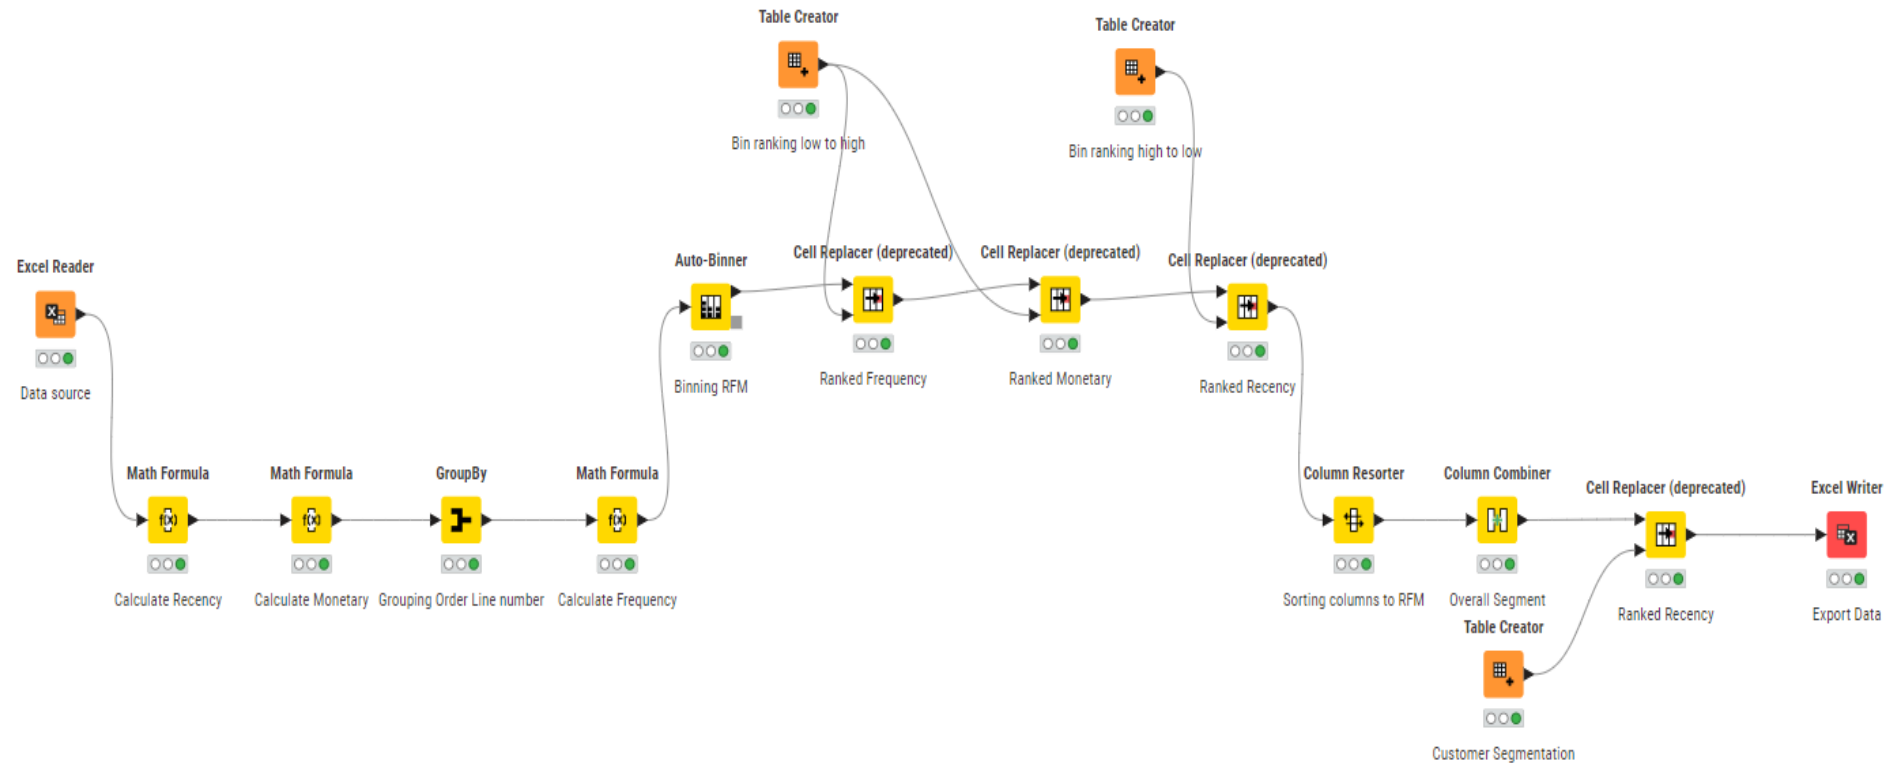 Table Creator
Bin ranking low to high
Table Creator
Bin ranking high to low
Excel Reader
Data source
Auto-Binner
Binning RFM
Cell Replacer (deprecated)
Ranked Frequency
Cell Replacer (deprecated)
Ranked Monetary
Cell Replacer (deprecated)
Ranked Recency
Math Formula
f(x)
Calculate Recency
Math Formula
f(x)
Calculate Monetary
GroupBy
Grouping Order Line number
Math Formula
f(x)
Calculate Frequency
Column Resorter
Sorting columns to RFM
Column Combiner
Overall Segment
Cell Replacer (deprecated)
Ranked Recency
Excel Writer
Export Data
Table Creator
Customer Segmentation